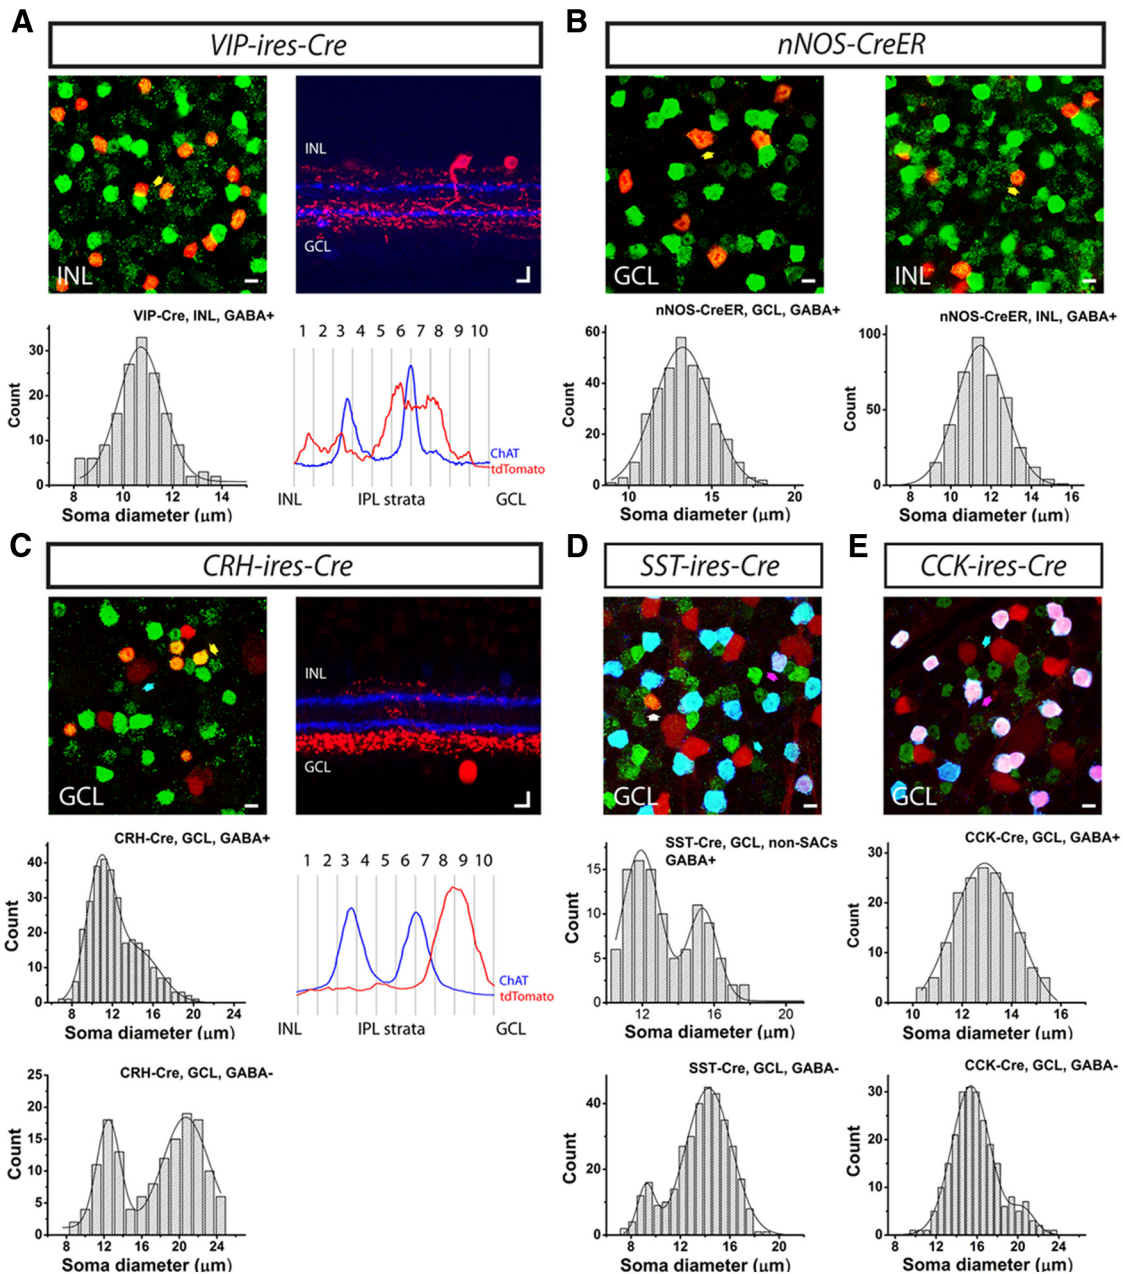 A
VIP-ires-Cre
B
nNOS-CreER
INL
INL
GCL
GCL
INL
VIP-Cre, INL, GABA+
Count
30
20
10
0
8 10 12 14
Soma diameter (μm)
1 2 3 4 5 6 7 8 9 10
ChAT
tdTomato
INL IPL strata GCL
nNOS-CreER, GCL, GABA+
Count
60
40
20
0
10 15 20
Soma diameter (μm)
nNOS-CreER, INL, GABA+
Count
100
50
0
8 10 12 14 16
Soma diameter (μm)
C
CRH-ires-Cre
D
SST-ires-Cre
E
CCK-ires-Cre
GCL
INL
GCL
GCL
GCL
CRH-Cre, GCL, GABA+
Count
40
30
20
10
0
8 12 16 20 24
Soma diameter (μm)
1 2 3 4 5 6 7 8 9 10
ChAT
tdTomato
INL IPL strata GCL
SST-Cre, GCL, non-SACs
GABA+
Count
15
10
5
0
12 16 20
Soma diameter (μm)
CCK-Cre, GCL, GABA+
Count
30
20
10
0
10 12 14 16
Soma diameter (μm)
CRH-Cre, GCL, GABA-
Count
25
20
15
10
5
0
8 12 16 20 24
Soma diameter (μm)
SST-Cre, GCL, GABA-
Count
40
20
0
8 12 16 20
Soma diameter (μm)
CCK-Cre, GCL, GABA-
Count
30
20
10
0
8 12 16 20 24
Soma diameter (μm)